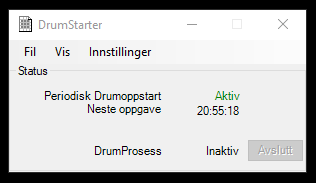 DrumStarter
Fil Vis Innstillinger
Status
Periodisk Drumoppstart Aktiv
Neste oppgave 20:55:18
DrumProsess Inaktiv Avslutt